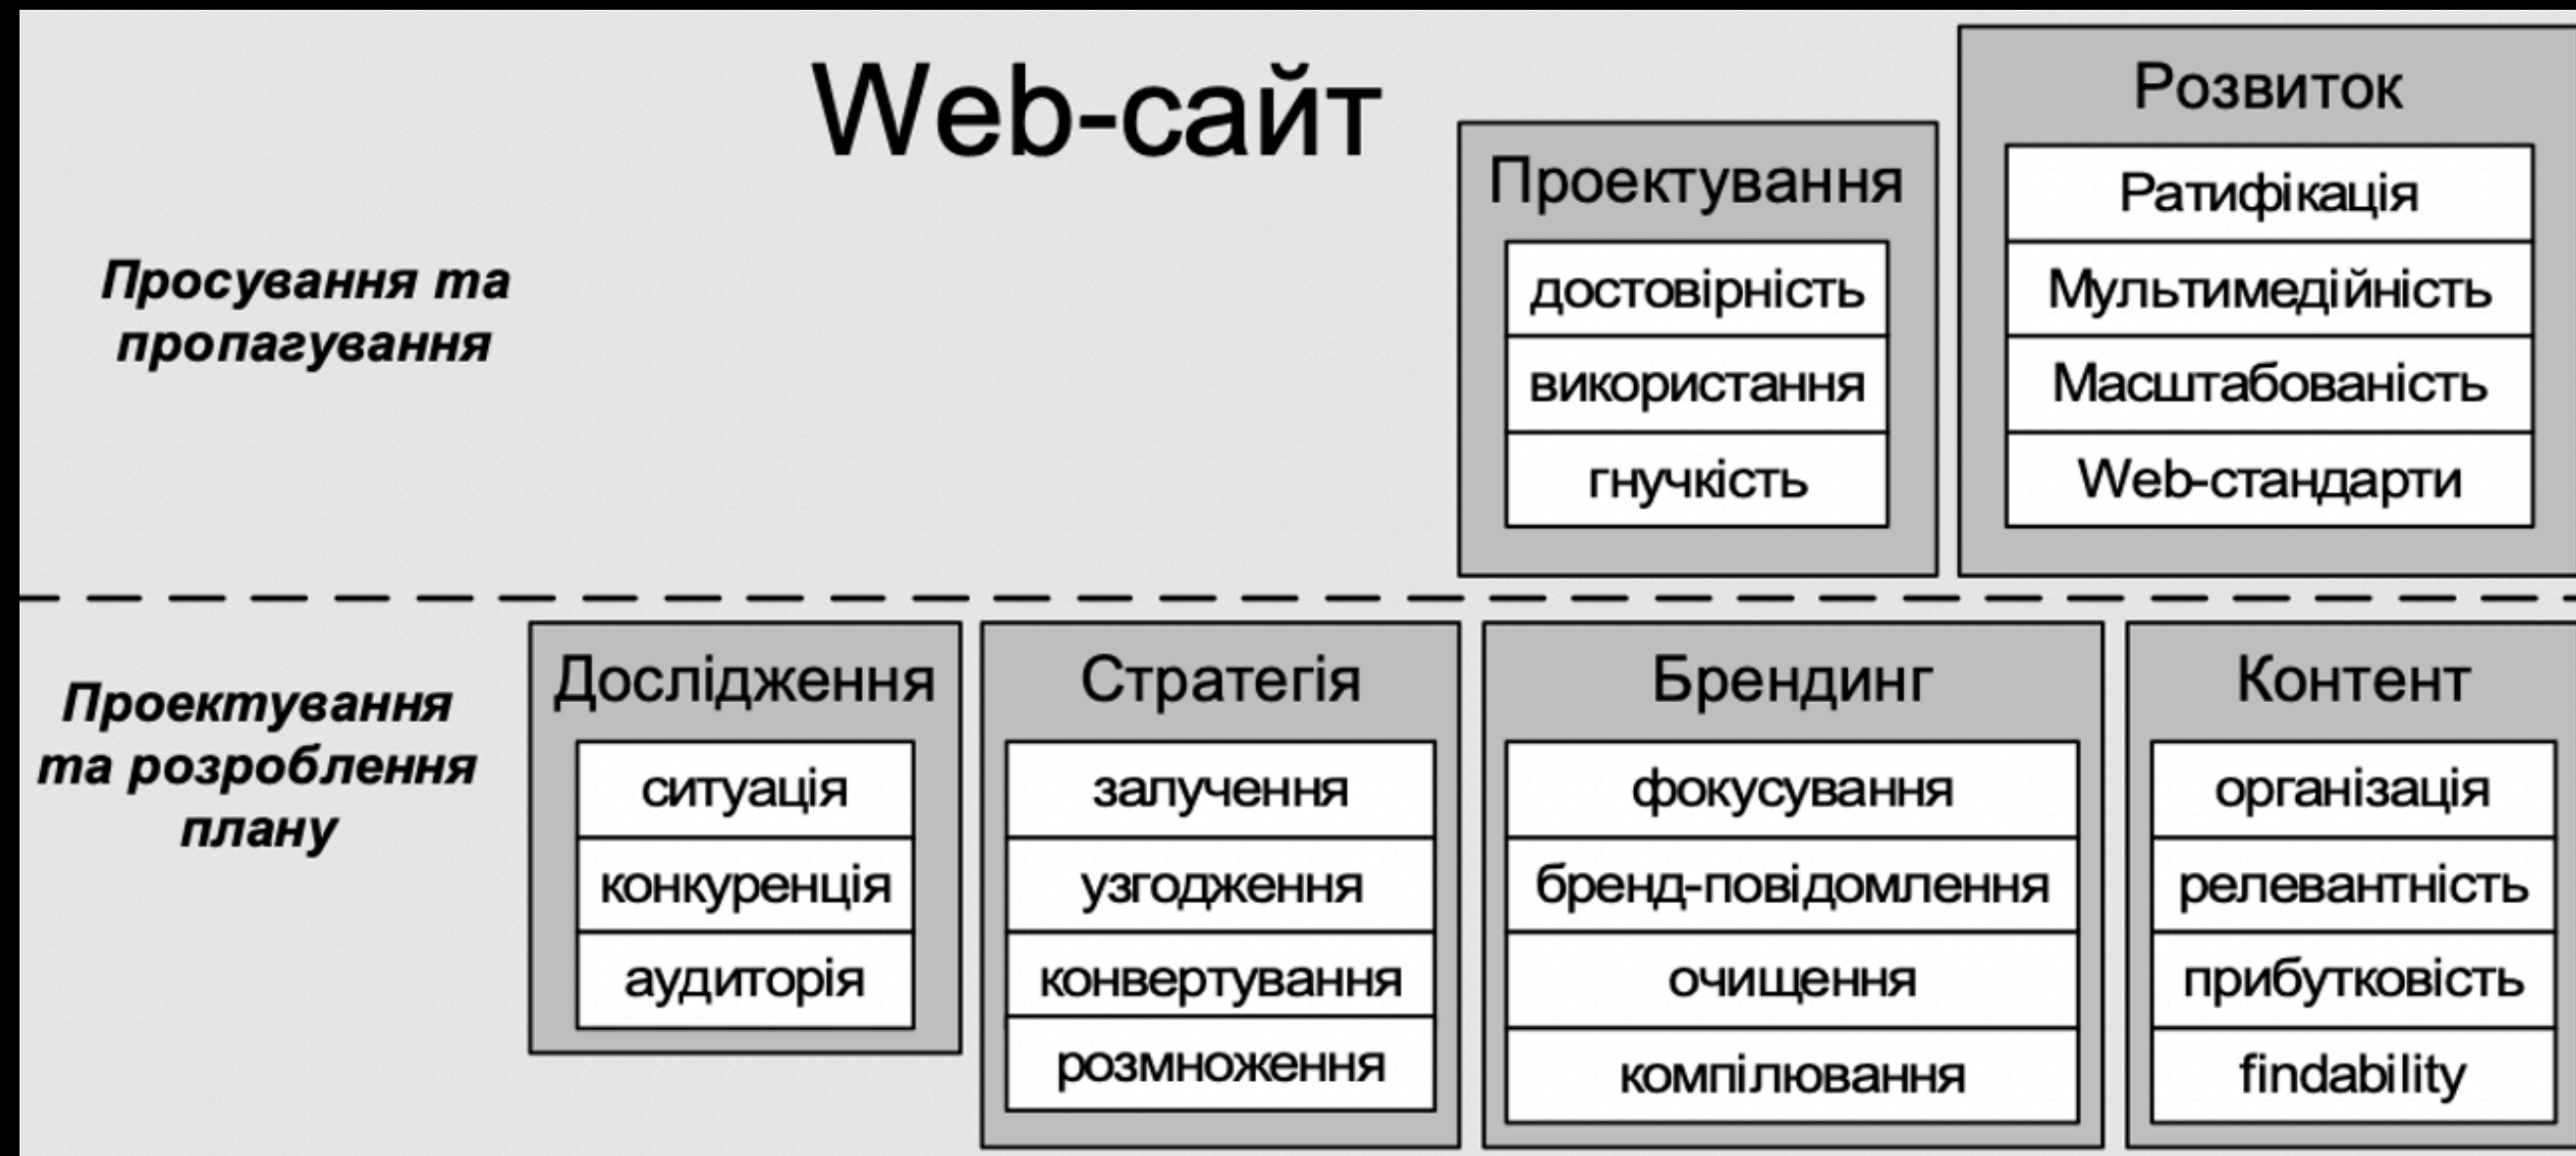 Web-сайт
Просування та
пропагування
Проектування
достовірність
використання
гнучкість
Розвиток
Ратифікація
Мультимедійність
Масштабованість
Web-стандарти
Проектування
та розроблення
плану
Дослідження
ситуація
конкуренція
аудиторія
Стратегія
залучення
узгодження
конвертування
розмноження
Брендинг
фокусування
бренд-повідомлення
очищення
компілювання
Контент
організація
релевантність
прибутковість
findability